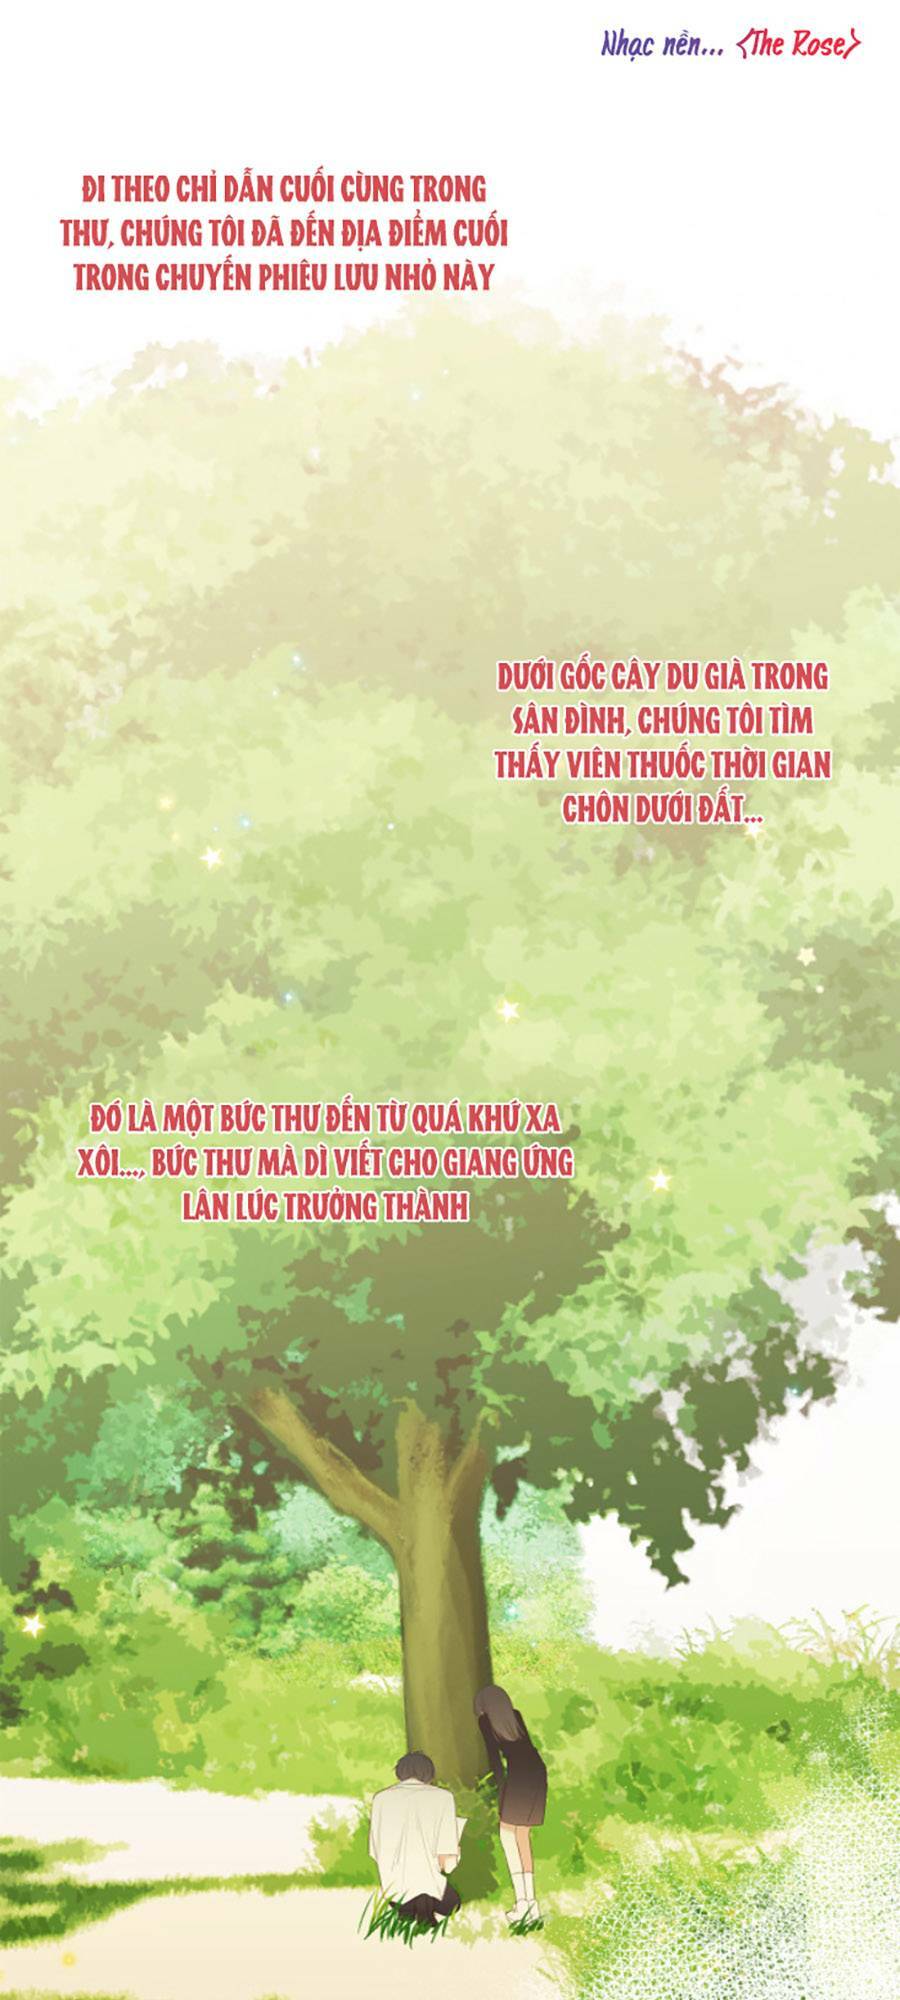 Nhạc nền... <The Rose>
ĐI THEO CHỈ DẪN CUỐI CÙNG TRONG
THƯ, CHÚNG TÔI ĐÃ ĐẾN ĐỊA ĐIỂM CUỐI
TRONG CHUYẾN PHIÊU LƯU NHỎ NÀY
DƯỚI GỐC CÂY DU GIÀ TRONG
SÂN ĐÌNH, CHÚNG TÔI TÌM
THẤY VIÊN THUỐC THỜI GIAN
CHÔN DƯỚI ĐẤT...
ĐÓ LÀ MỘT BỨC THƯ ĐẾN TỪ QUÁ KHỨ XA
XÔI..., BỨC THƯ MÀ DÌ VIẾT CHO GIANG ỨNG
LÂN LÚC TRƯỞNG THÀNH